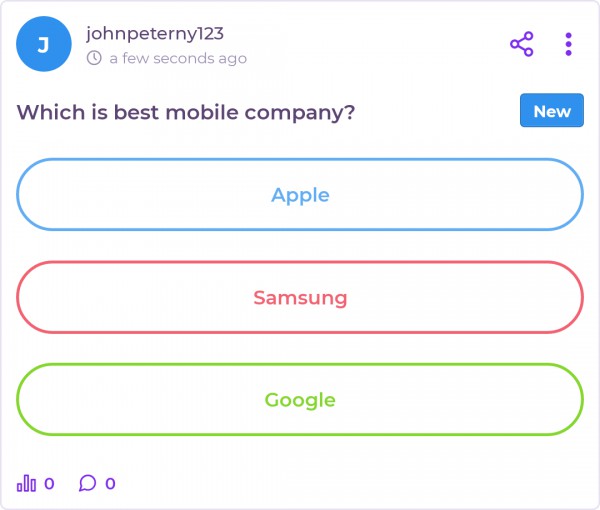 J
johnpeterny123
a few seconds ago
Which is best mobile company?
New
Apple
Samsung
Google
0 0